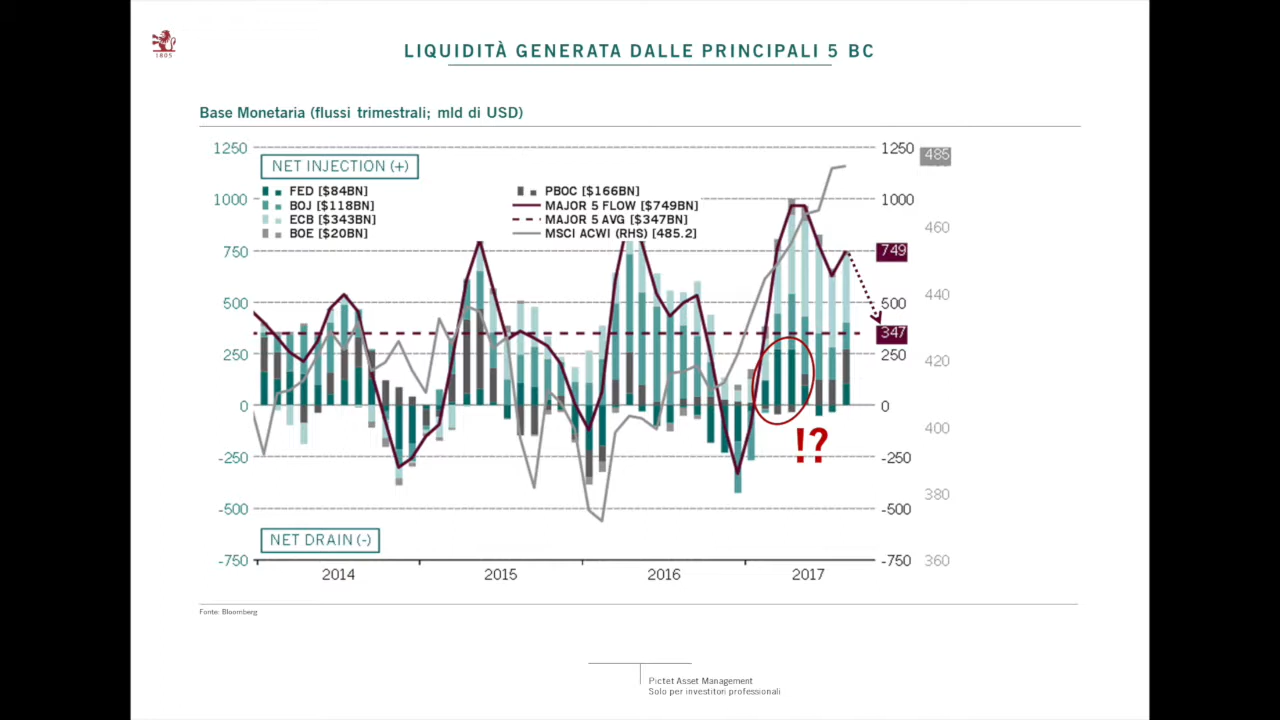 1805
LIQUIDITÀ GENERATA DALLE PRINCIPALI 5 BC
Base Monetaria (flussi trimestrali; mld di USD)
1250 1250 485
NET INJECTION (+)
FED [$84BN] PBOC [$166BN]
1000 BOJ [$118BN] MAJOR 5 FLOW [$749BN] 1000
ECB [$343BN] MAJOR 5 AVG [$347BN]
BOE [$20BN] MSCI ACWI (RHS) [485.2] 460
750 749
500 500 440
347
250 250 420
0 0
!? 400
-250 -250
-500 -500 380
NET DRAIN (-)
-750 -750 360
2014 2015 2016 2017
Fonte: Bloomberg
Pictet Asset Management
Solo per investitori professionali